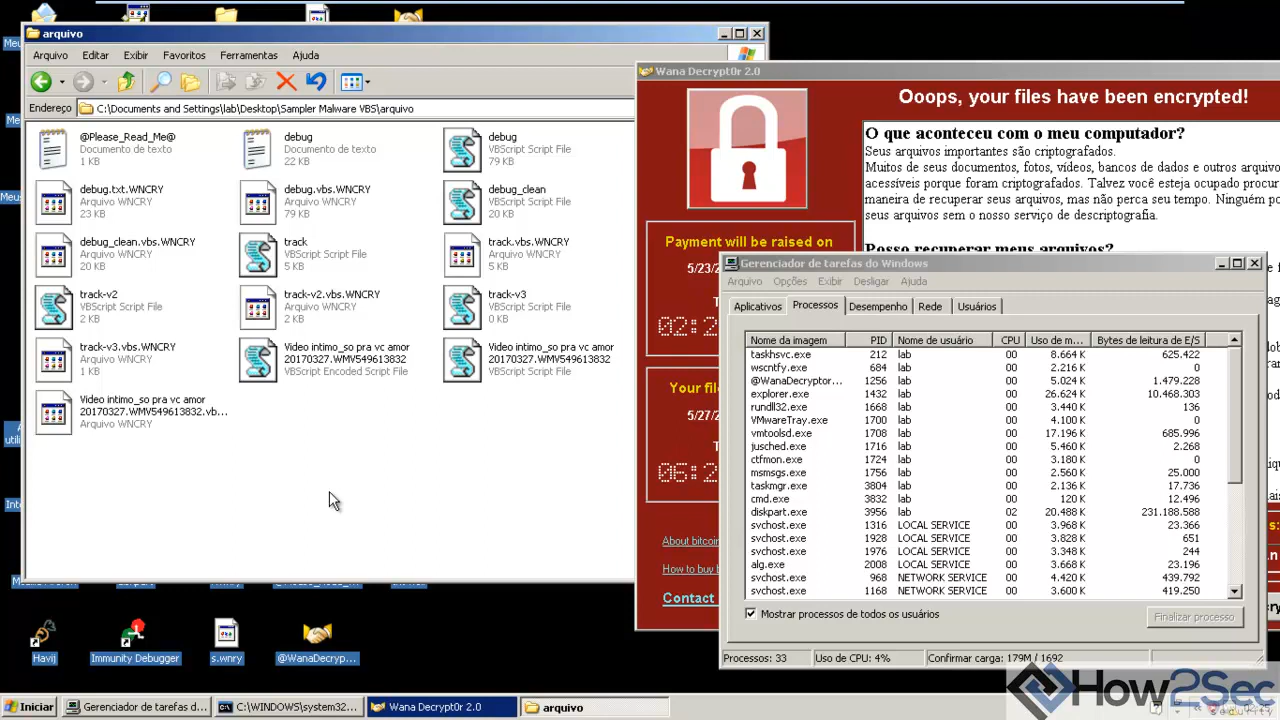 Meu
arquivo
Arquivo Editar Exibir Favoritos Ferramentas Ajuda
Endereço C:\Documents and Settings\lab\Desktop\Sampler Malware VBS\arquivo
@Please_Read_Me@
Documento de texto
1 KB
debug
Documento de texto
22 KB
debug
VBScript Script File
79 KB
debug.txt.WNCRY
Arquivo WNCRY
23 KB
debug.vbs.WNCRY
Arquivo WNCRY
79 KB
debug_clean
VBScript Script File
20 KB
debug_clean.vbs.WNCRY
Arquivo WNCRY
20 KB
track
VBScript Script File
5 KB
track.vbs.WNCRY
Arquivo WNCRY
5 KB
track-v2
VBScript Script File
2 KB
track-v2.vbs.WNCRY
Arquivo WNCRY
2 KB
track-v3
VBScript Script File
0 KB
track-v3.vbs.WNCRY
Arquivo WNCRY
1 KB
Video intimo_so pra vc amor
20170327.WMV549613832
VBScript Encoded Script File
Video intimo_so pra vc amor
20170327.WMV549613832
VBScript Script File
Video intimo_so pra vc amor
20170327.WMV549613832.vb...
Arquivo WNCRY
Wana Decrypt0r 2.0
Ooops, your files have been encrypted!
O que aconteceu com o meu computador?
Seus arquivos importantes são criptografados.
Muitos de seus documentos, fotos, vídeos, bancos de dados e outros arquivo
acessíveis porque foram criptografados. Talvez você esteja ocupado procur
maneira de recuperar seus arquivos, mas não perca seu tempo. Ninguém po
seus arquivos sem o nosso serviço de descriptografia.
Posso recuperar meus arquivos?
Payment will be raised on
5/23/
02:2
Your file
5/27/
06:2
About bitcoin
How to buy b
Contact
Gerenciador de tarefas do Windows
Arquivo Opções Exibir Desligar Ajuda
Aplicativos Processos Desempenho Rede Usuários
Nome da imagem PID Nome de usuário CPU Uso de m... Bytes de leitura de E/S
taskhsvc.exe 212 lab 00 8.664 K 625.422
wscntfy.exe 684 lab 00 2.216 K 0
@WanaDecryptor... 1256 lab 00 5.024 K 1.479.228
explorer.exe 1432 lab 00 26.624 K 10.468.303
rundll32.exe 1668 lab 00 3.440 K 136
VMwareTray.exe 1700 lab 00 4.100 K 0
vmtoolsd.exe 1708 lab 00 17.196 K 685.996
jusched.exe 1716 lab 00 5.460 K 2.268
ctfmon.exe 1724 lab 00 3.180 K 0
msmsgs.exe 1756 lab 00 2.560 K 25.000
taskmgr.exe 3804 lab 00 2.136 K 17.736
cmd.exe 3832 lab 00 120 K 12.496
diskpart.exe 3956 lab 02 20.488 K 231.188.588
svchost.exe 1316 LOCAL SERVICE 00 3.968 K 23.366
svchost.exe 1928 LOCAL SERVICE 00 3.828 K 651
svchost.exe 1976 LOCAL SERVICE 00 3.348 K 244
alg.exe 2008 LOCAL SERVICE 00 3.668 K 23.196
svchost.exe 968 NETWORK SERVICE 00 4.420 K 439.792
svchost.exe 1168 NETWORK SERVICE 00 3.600 K 419.250
Mostrar processos de todos os usuários
Finalizar processo
Processos: 33 Uso de CPU: 4% Confirmar carga: 179M / 1692
Havij
Immunity Debugger
s.wnry
@WanaDecryp...
How2Sec
security
Iniciar Gerenciador de tarefas d... C:\WINDOWS\system32... Wana Decrypt0r 2.0 arquivo